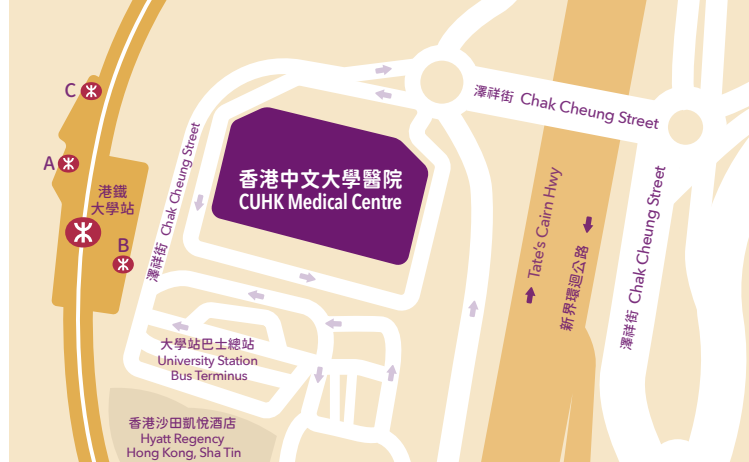 C
A
港鐵
大學站
B
澤祥街 Chak Cheung Street
香港中文大學醫院
CUHK Medical Centre
澤祥街 Chak Cheung Street
Tate's Cairn Hwy
新界環迴公路
澤祥街 Chak Cheung Street
大學站巴士總站
University Station
Bus Terminus
香港沙田凱悅酒店
Hyatt Regency
Hong Kong, Sha Tin